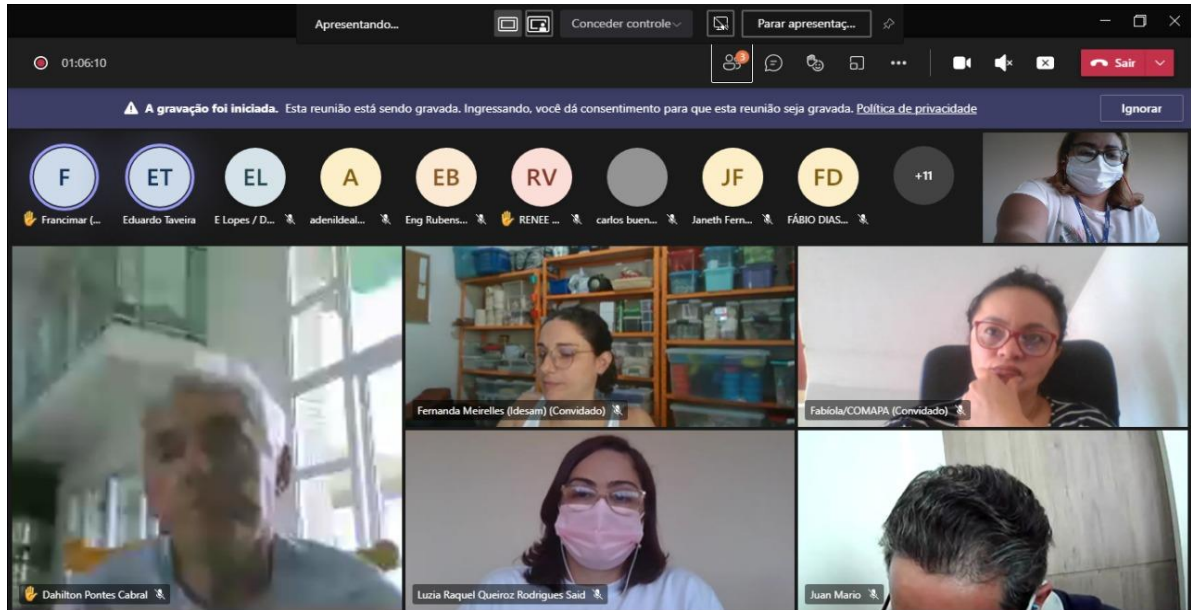 Apresentando...
Conceder controle
Parar apresentaç...
01:06:10
3
Sair
A gravação foi iniciada. Esta reunião está sendo gravada. Ingressando, você dá consentimento para que esta reunião seja gravada. Política de privacidade
Ignorar
F
ET
EL
A
EB
RV
JF
FD
+11
Francimar (...
Eduardo Taveira
E Lopes / D...
adenildeal...
Eng Rubens...
RENEE ...
carlos buen...
Janeth Fern...
FÁBIO DIAS...
Fernanda Meirelles (Idesam) (Convidado)
Fabíola/COMAPA (Convidado)
Dahilton Pontes Cabral
Luzia Raquel Queiroz Rodrigues Said
Juan Mario